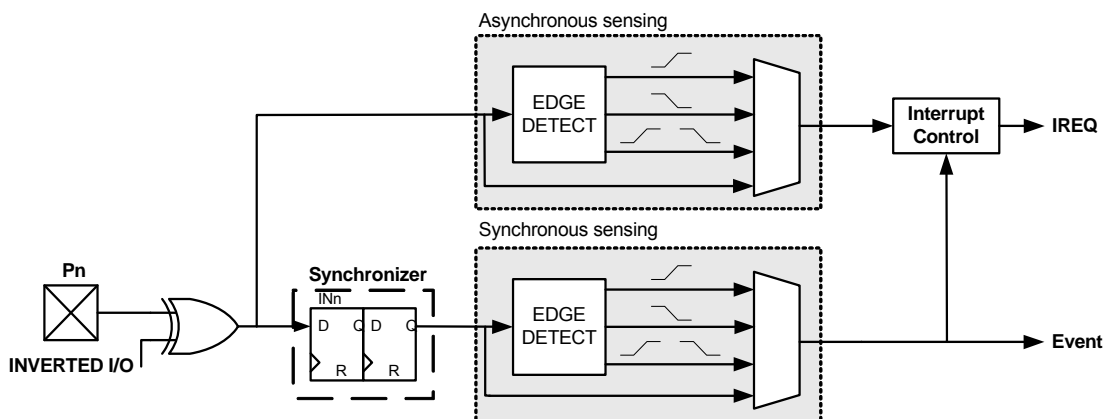 Asynchronous sensing
EDGE
DETECT
Interrupt
Control
IREQ
Synchronous sensing
Pn
Synchronizer
INn
D Q D Q
R R
EDGE
DETECT
INVERTED I/O
Event